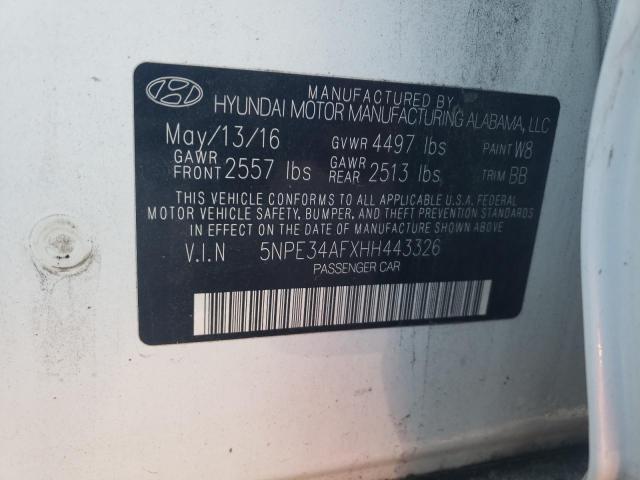 MANUFACTURED BY
HYUNDAI MOTOR MANUFACTURING ALABAMA, LLC
May/13/16 GVWR 4497 lbs PAINT W8
GAWR FRONT 2557 lbs GAWR REAR 2513 lbs TRIM BB
THIS VEHICLE CONFORMS TO ALL APPLICABLE U.S.A. FEDERAL
MOTOR VEHICLE SAFETY, BUMPER, AND THEFT PREVENTION STANDARDS
IN EFFECT ON THE DATE OF MANUFACTURE SHOWN ABOVE.
V.I.N 5NPE34AFXHH443326
PASSENGER CAR